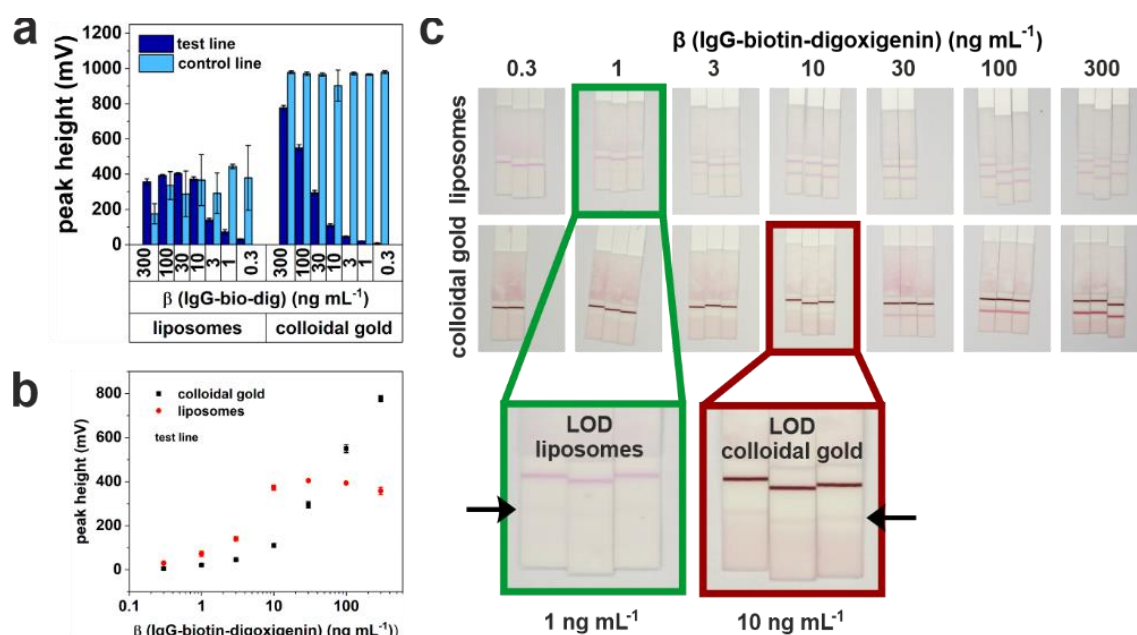 a
test line
control line
peak height (mV)
1200
1000
800
600
400
200
0
300 100 30 10 3 1 0.3 300 100 30 10 3 1 0.3
β (IgG-bio-dig) (ng mL⁻¹)
liposomes colloidal gold
b
colloidal gold
liposomes
test line
peak height (mV)
800
600
400
200
0
0.1 1 10 100
β (IgG-biotin-digoxigenin) (ng mL⁻¹))
c
β (IgG-biotin-digoxigenin) (ng mL⁻¹)
0.3 1 3 10 30 100 300
liposomes
colloidal gold
LOD
liposomes
1 ng mL⁻¹
LOD
colloidal gold
10 ng mL⁻¹